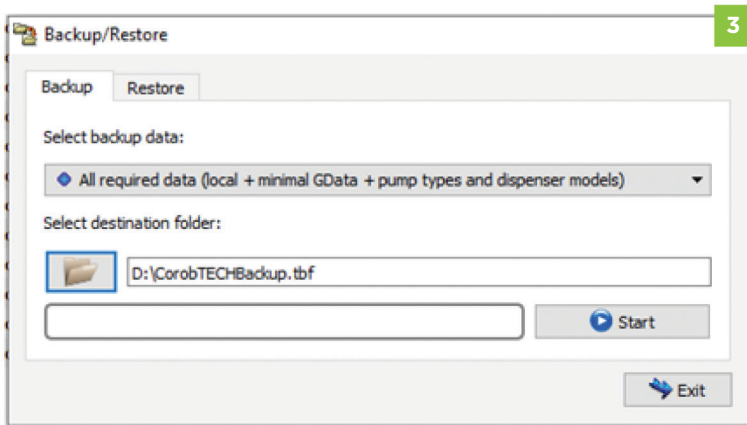 3
Backup/Restore
Backup Restore
Select backup data:
All required data (local + minimal GData + pump types and dispenser models)
Select destination folder:
D:\CorobTECHBackup.tbf
Start
Exit